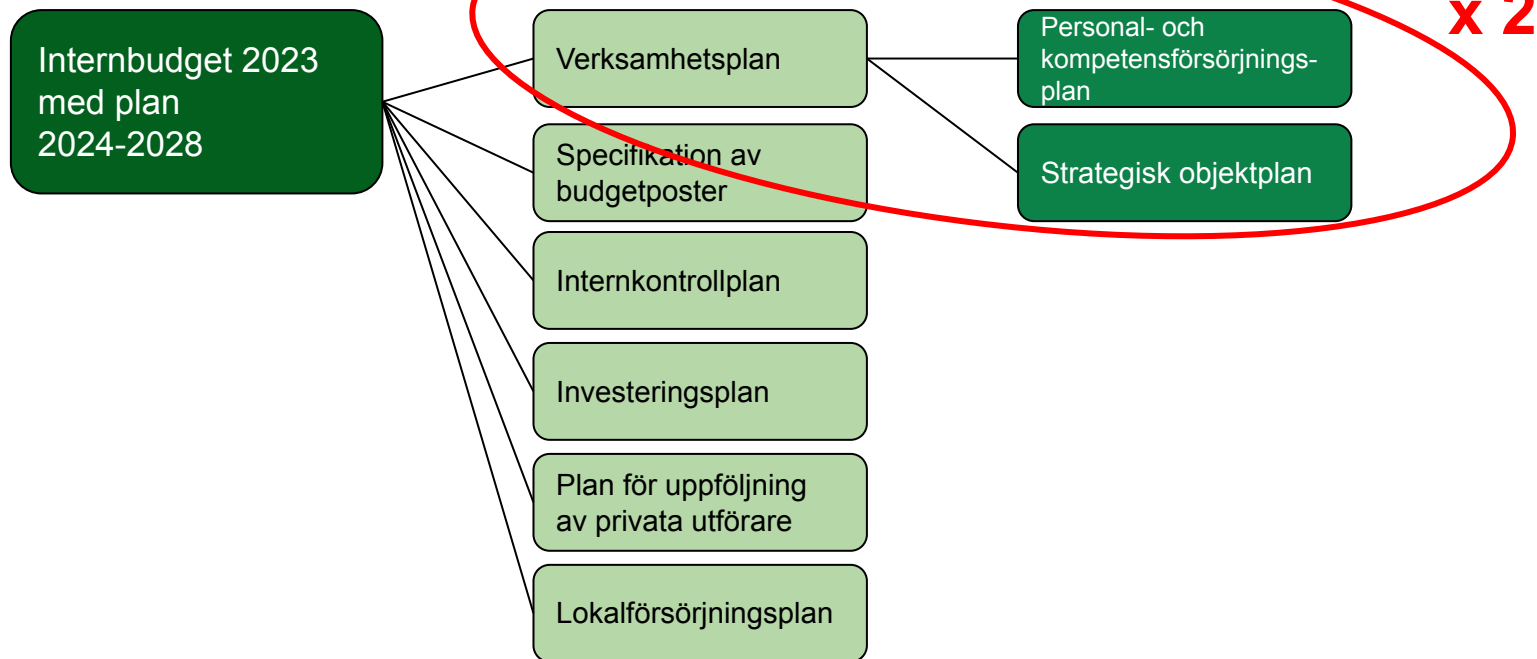 Internbudget 2023
med plan
2024-2028
Verksamhetsplan
Specifikation av
budgetposter
Internkontrollplan
Investeringsplan
Plan för uppföljning
av privata utförare
Lokalförsörjningsplan
Personal- och
kompetensförsörjnings-
plan
Strategisk objektplan
x 2